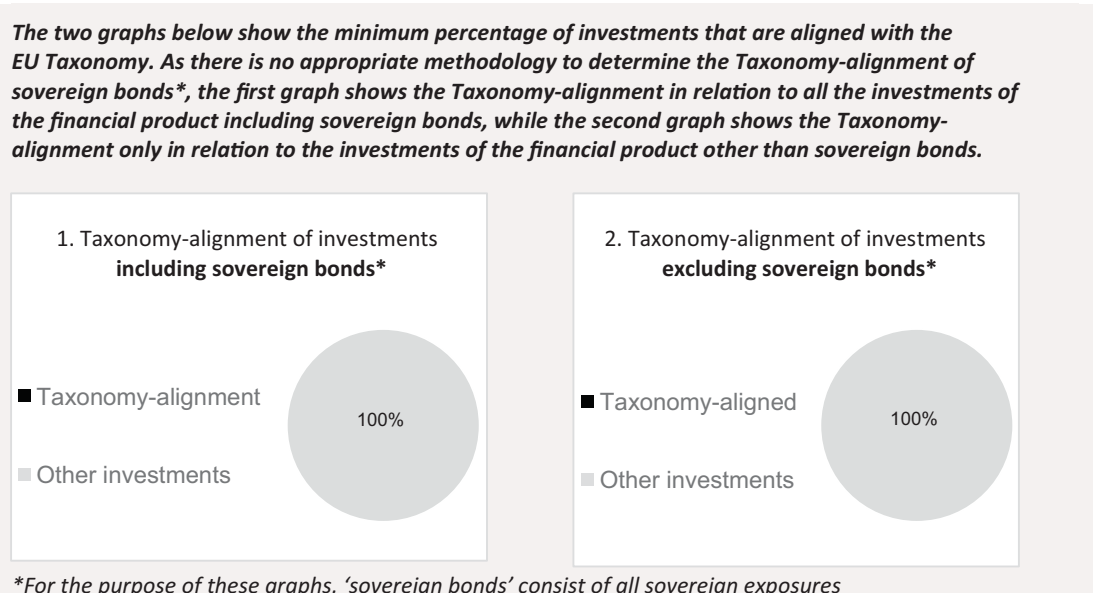 The two graphs below show the minimum percentage of investments that are aligned with the
EU Taxonomy. As there is no appropriate methodology to determine the Taxonomy-alignment of
sovereign bonds*, the first graph shows the Taxonomy-alignment in relation to all the investments of
the financial product including sovereign bonds, while the second graph shows the Taxonomy-
alignment only in relation to the investments of the financial product other than sovereign bonds.
1. Taxonomy-alignment of investments
including sovereign bonds*
Taxonomy-alignment
100%
Other investments
2. Taxonomy-alignment of investments
excluding sovereign bonds*
Taxonomy-aligned
100%
Other investments
*For the purpose of these graphs, ‘sovereign bonds’ consist of all sovereign exposures